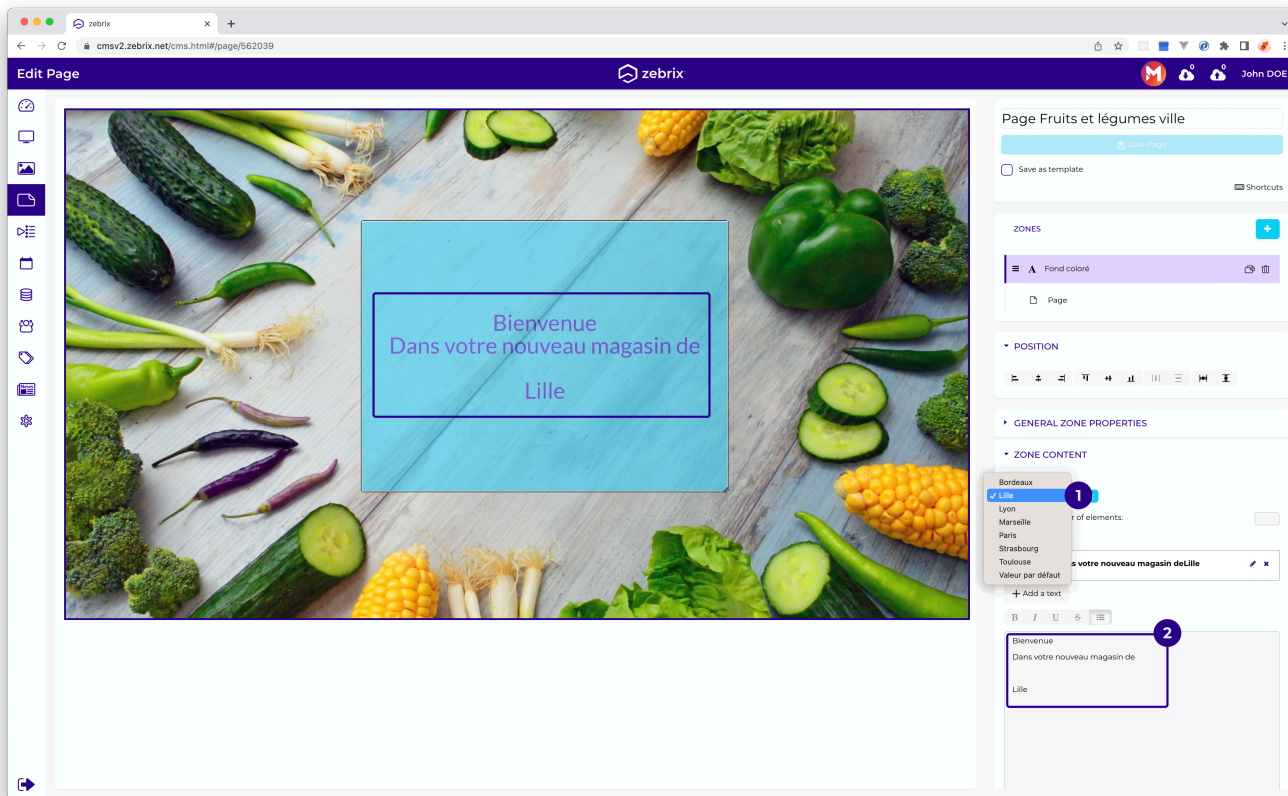 zebrix
cmsv2.zebrix.net/cms.html#/page/562039
Edit Page
zebrix
0
0
John DOE
Bienvenue
Dans votre nouveau magasin de
Lille
Page Fruits et légumes ville
Save Page
Save as template
Shortcuts
ZONES
A Fond coloré
Page
POSITION
GENERAL ZONE PROPERTIES
ZONE CONTENT
Bordeaux
Lille
1
Lyon
Marseille
r of elements:
Paris
Strasbourg
Toulouse
s votre nouveau magasin deLille
Valeur par défaut
+ Add a text
B I U S
2
Bienvenue
Dans votre nouveau magasin de
Lille